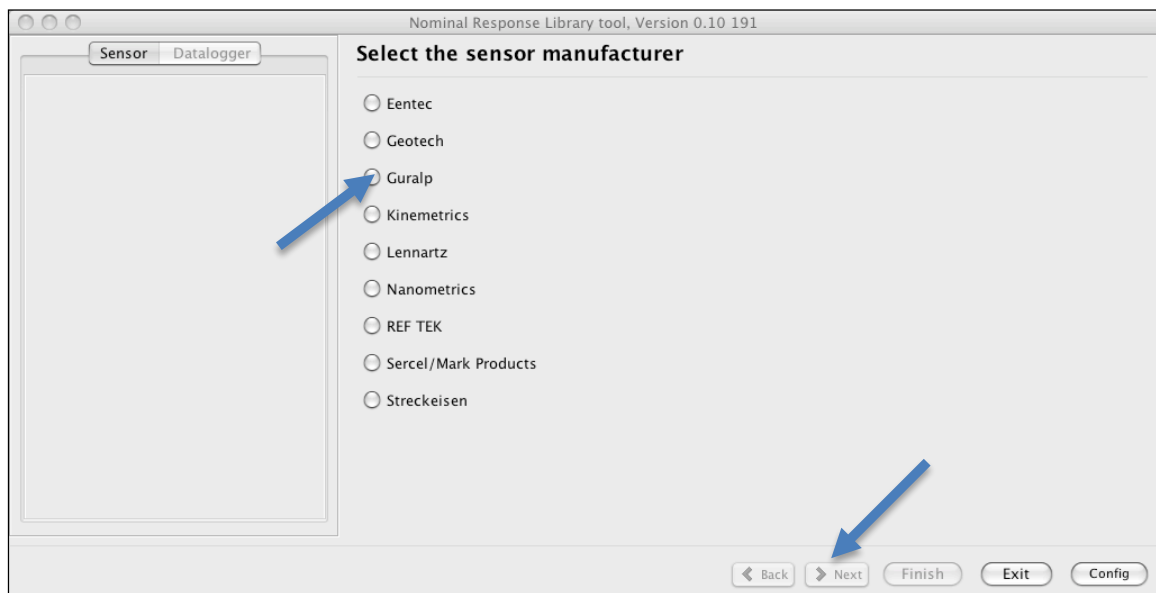 Nominal Response Library tool, Version 0.10 191
Sensor Datalogger
Select the sensor manufacturer
Eentec
Geotech
Guralp
Kinemetrics
Lennartz
Nanometrics
REF TEK
Sercel/Mark Products
Streckeisen
Back Next Finish Exit Config